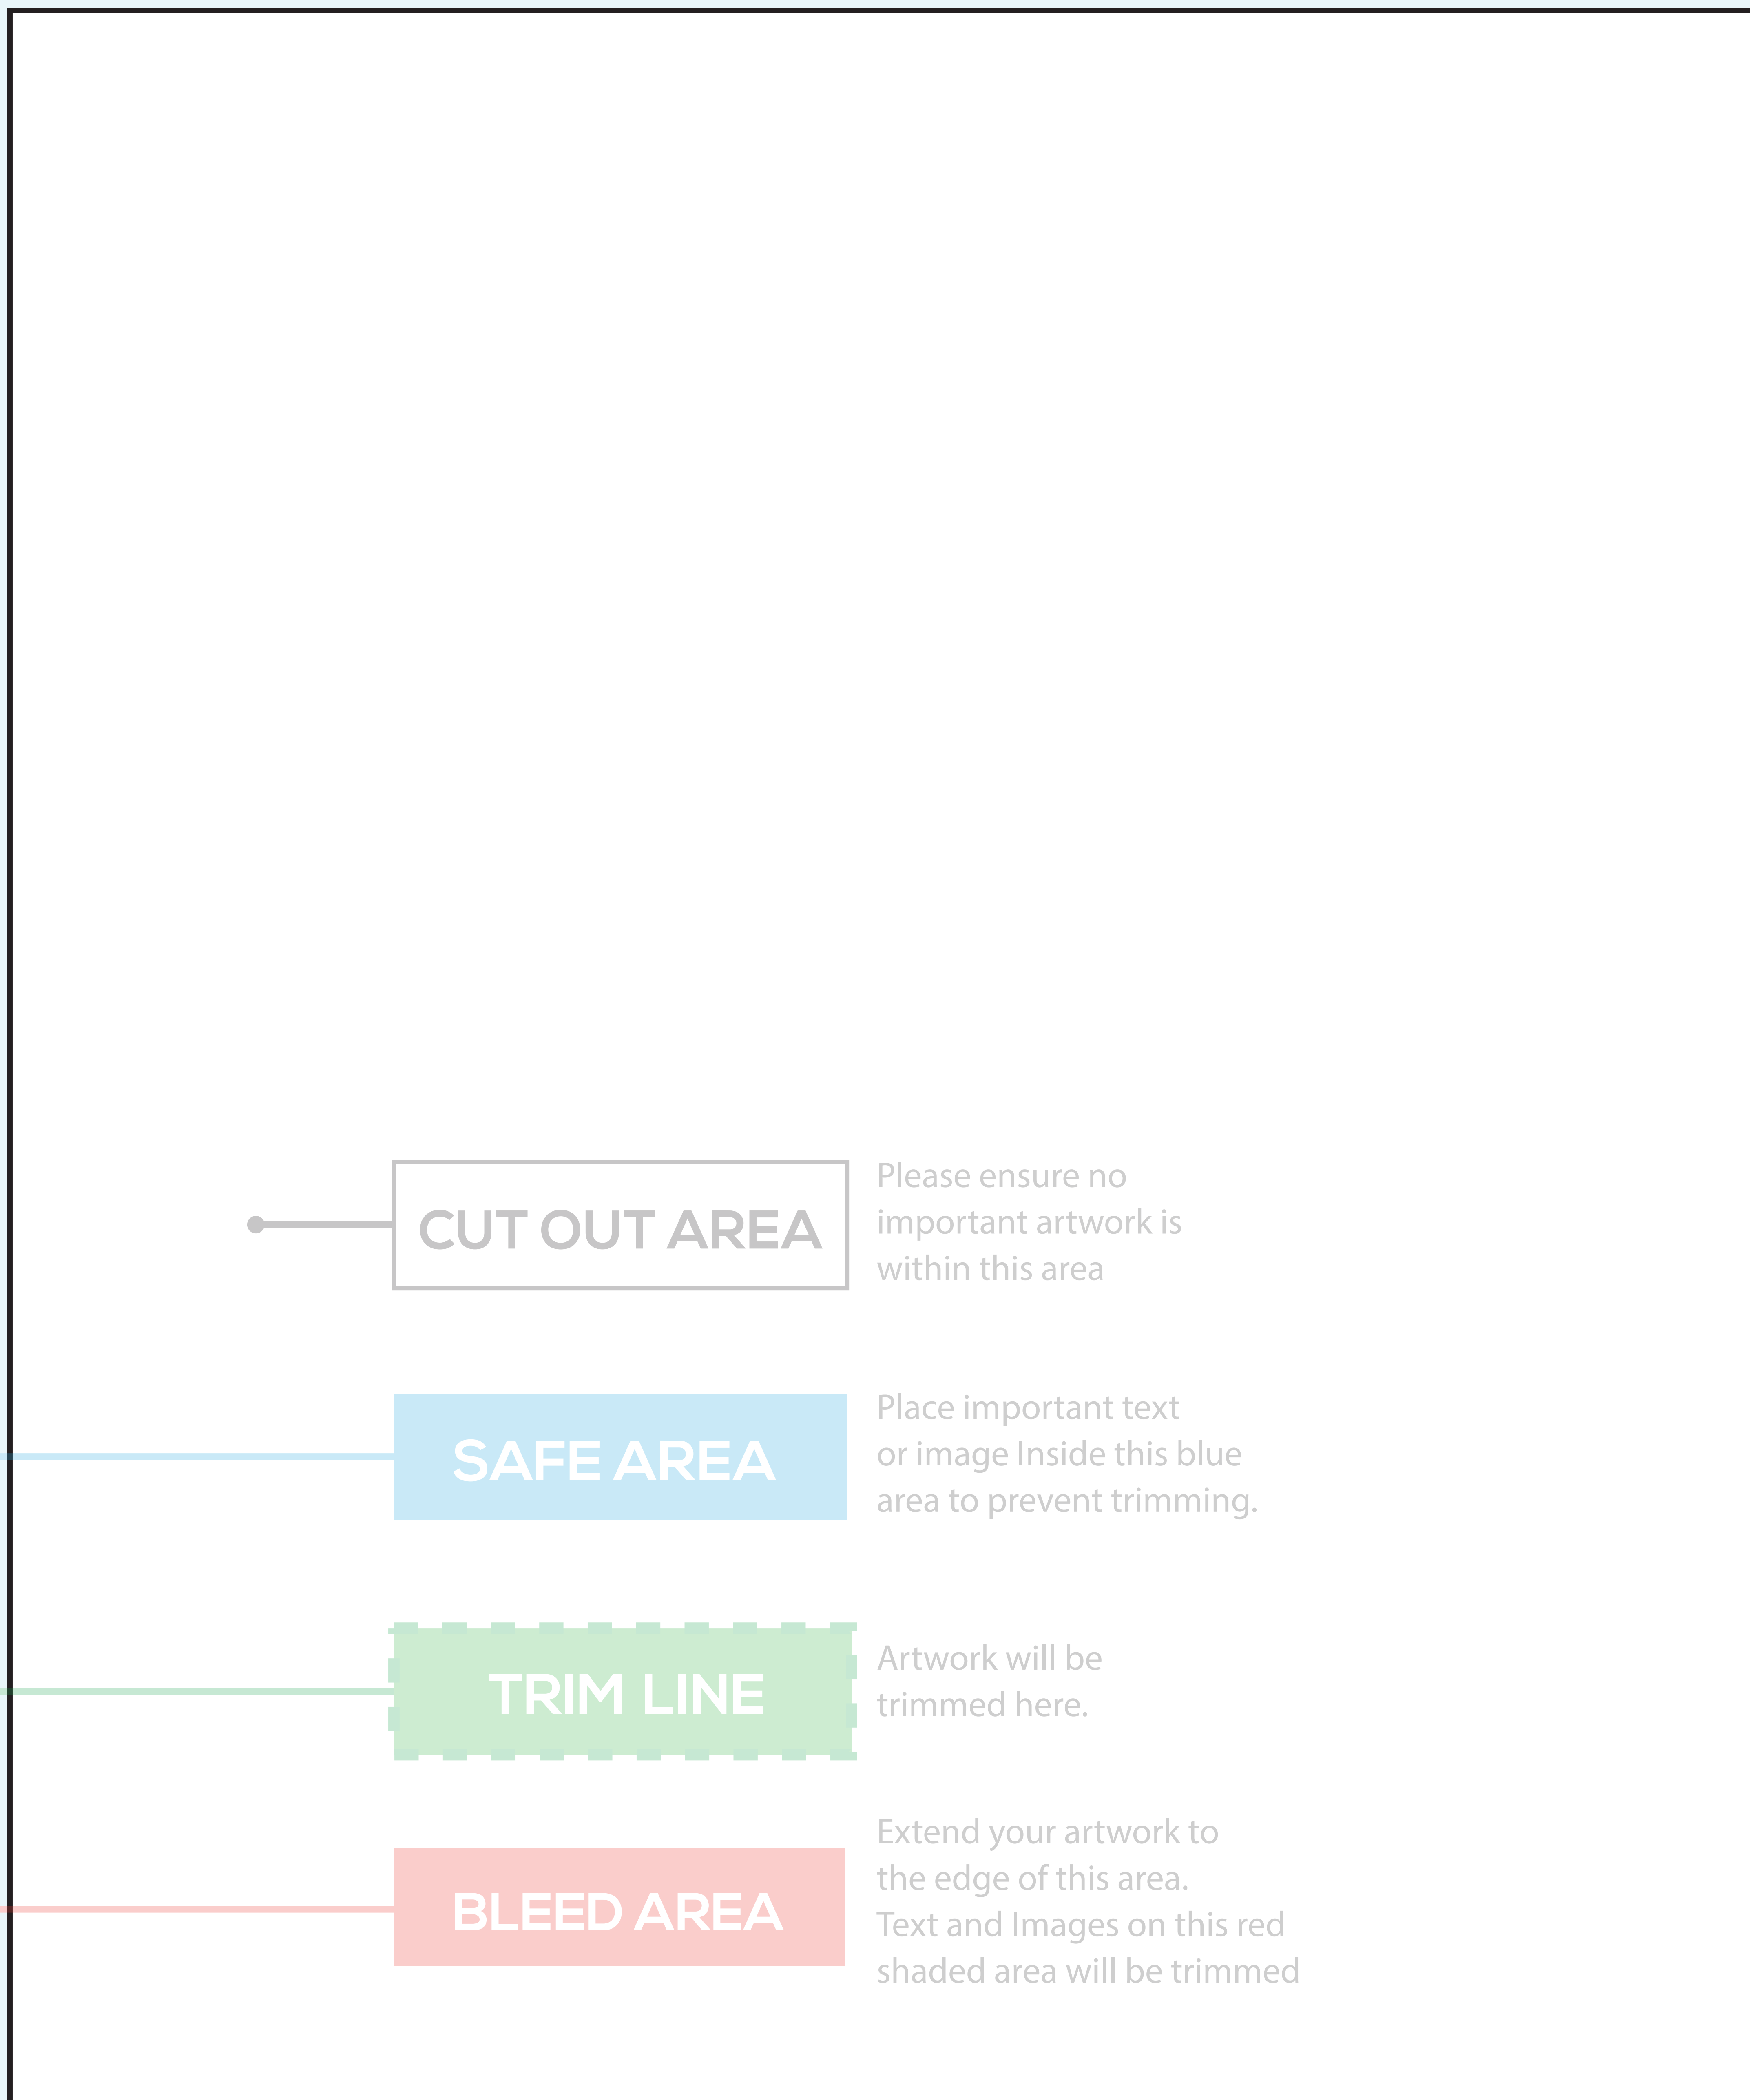 CUT OUT AREA
Please ensure no
important artwork is
within this area
SAFE AREA
Place important text
or image Inside this blue
area to prevent trimming.
TRIM LINE
Artwork will be
trimmed here.
BLEED AREA
Extend your artwork to
the edge of this area.
Text and Images on this red
shaded area will be trimmed